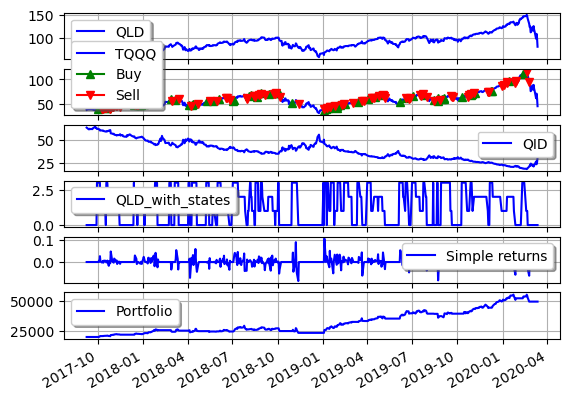 150
100
QLD
TQQQ
Buy
Sell
100
50
50
25
QID
2.5
0.0
QLD_with_states
0.1
0.0
Simple returns
50000
25000
Portfolio
2017-10
2018-01
2018-04
2018-07
2018-10
2019-01
2019-04
2019-07
2019-10
2020-01
2020-04